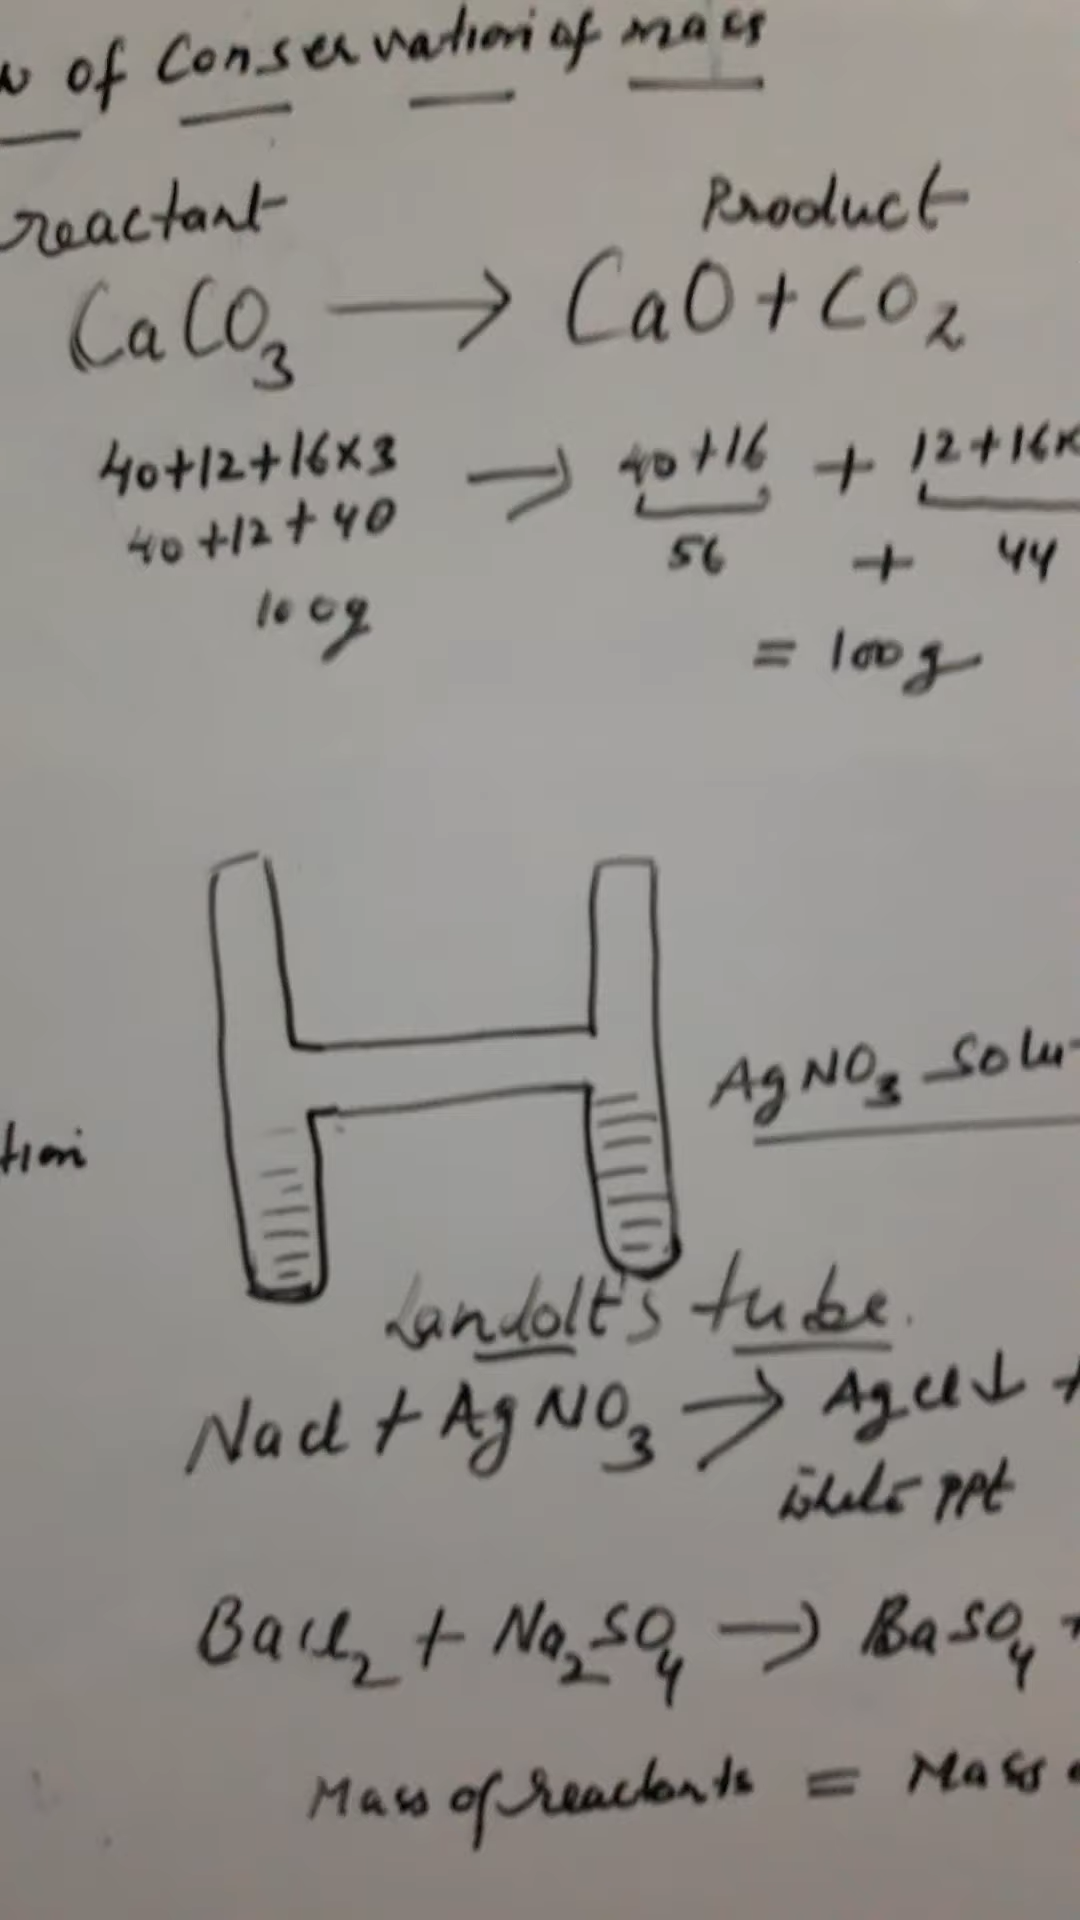 of Conservation of mass
reactant Product
CaCO₃ → CaO + CO₂
40+12+16×3 → 40+16 + 12+16×
40+12+40 56 + 44
100g = 100g
AgNO₃ Solu
tion
Landolt's tube.
NaCl + AgNO₃ → AgCl↓ +
white PPt
BaCl₂ + Na₂SO₄ → BaSO₄ +
Mass of reactants = Mass